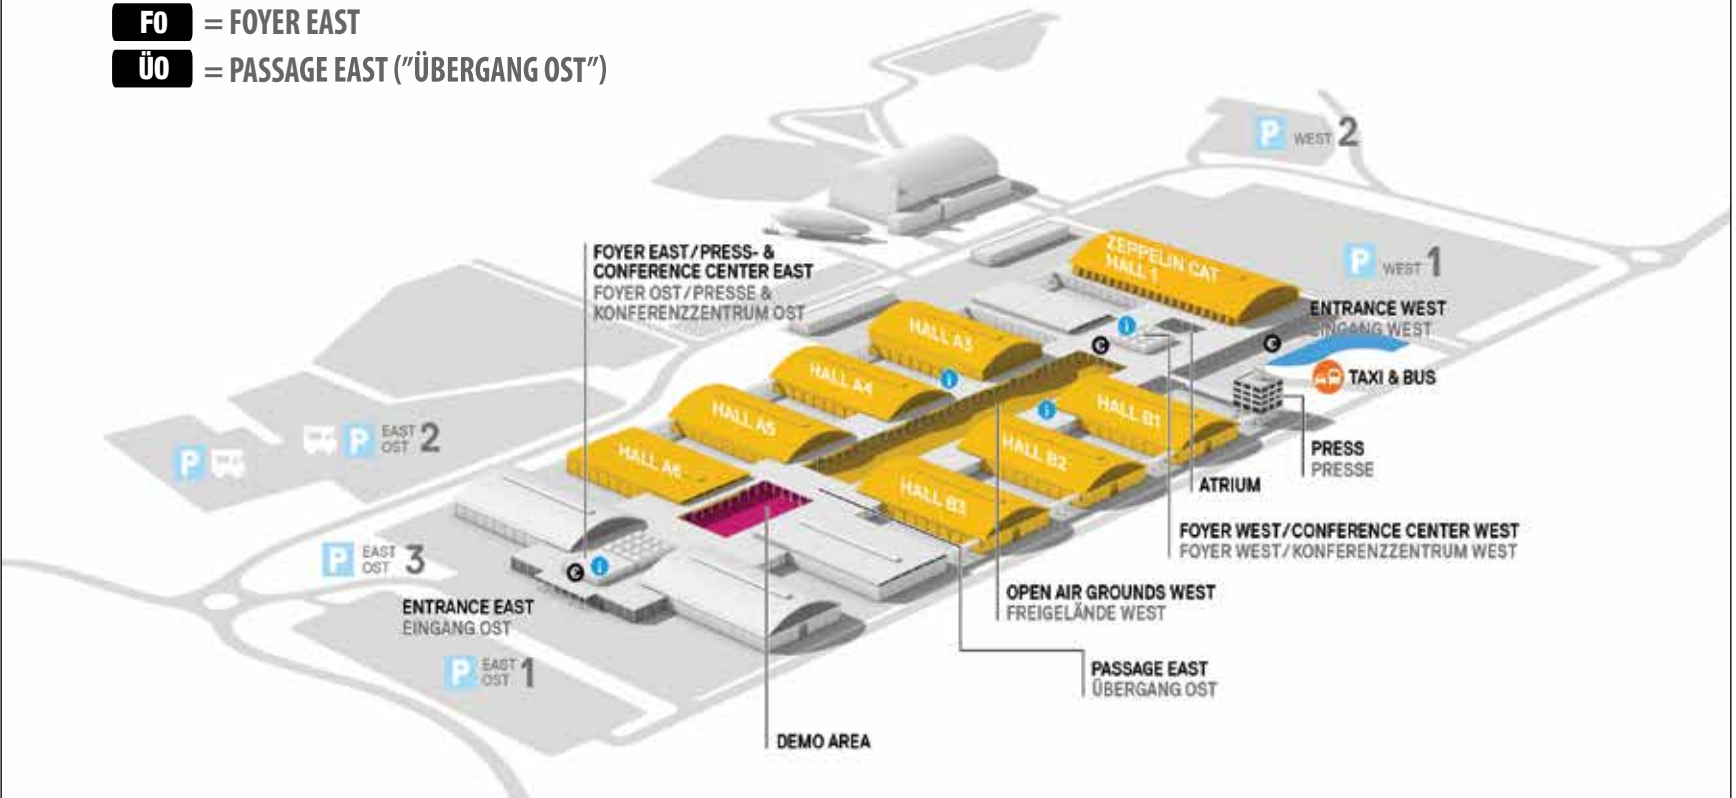 FO = FOYER EAST
ÜO = PASSAGE EAST ("ÜBERGANG OST")
P WEST 2
ZEPPELIN CAT
HALL 1
P WEST 1
FOYER EAST/PRESS- &
CONFERENCE CENTER EAST
FOYER OST/PRESSE &
KONFERENZZENTRUM OST
ENTRANCE WEST
EINGANG WEST
HALL A3
i
€
€
TAXI & BUS
HALL A4
i
HALL A5
i
HALL B1
HALL A6
HALL B2
HALL B3
P
P EAST
OST 2
PRESS
PRESSE
ATRIUM
FOYER WEST/CONFERENCE CENTER WEST
FOYER WEST/KONFERENZZENTRUM WEST
P EAST
OST 3
€ i
ENTRANCE EAST
EINGANG OST
OPEN AIR GROUNDS WEST
FREIGELÄNDE WEST
P EAST
OST 1
PASSAGE EAST
ÜBERGANG OST
DEMO AREA